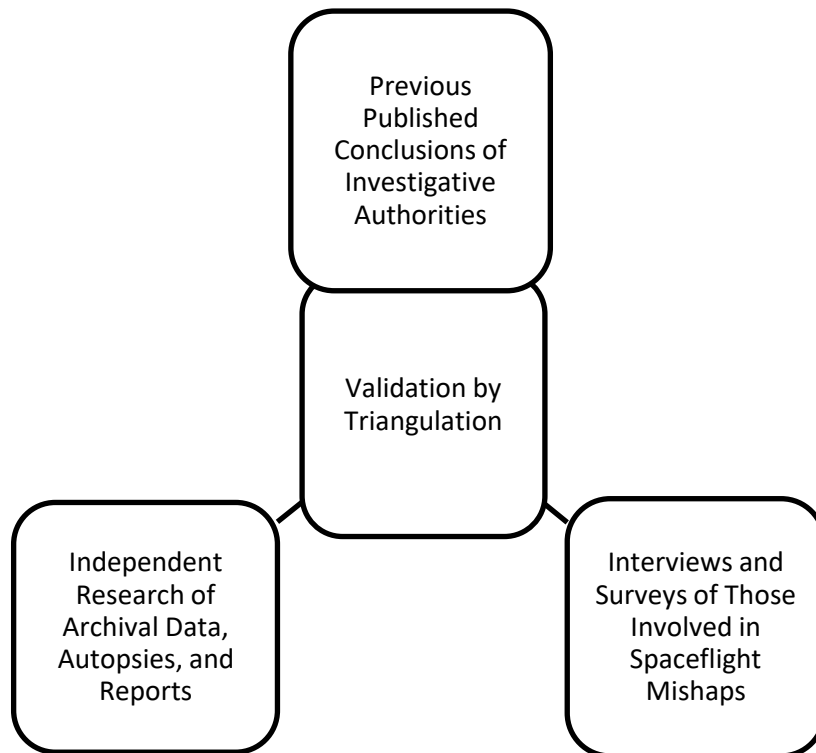 Previous
Published
Conclusions of
Investigative
Authorities
Validation by
Triangulation
Independent
Research of
Archival Data,
Autopsies, and
Reports
Interviews and
Surveys of Those
Involved in
Spaceflight
Mishaps